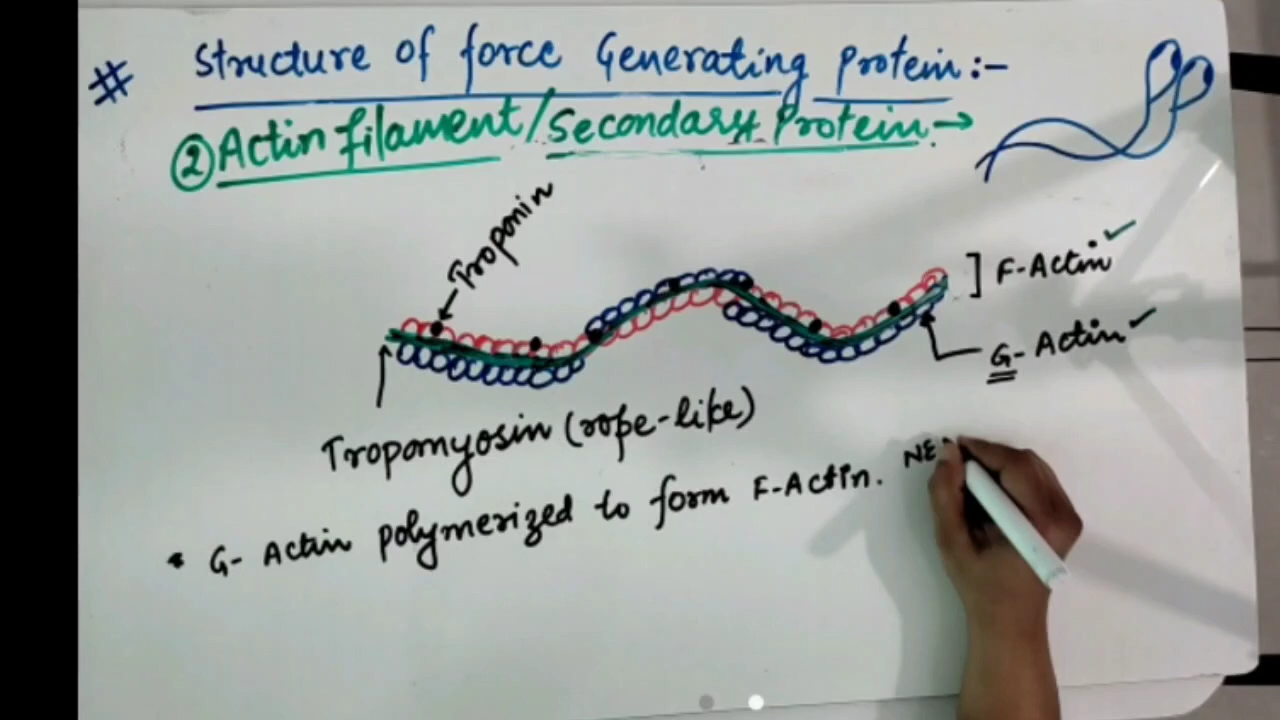 # Structure of force Generating Protein:-
② Actin filament/Secondary Protein →
Troponin
] F-Actin ✓
G-Actin ✓
Tropomyosin (rope-like)
* G-Actin polymerized to form F-Actin. NE